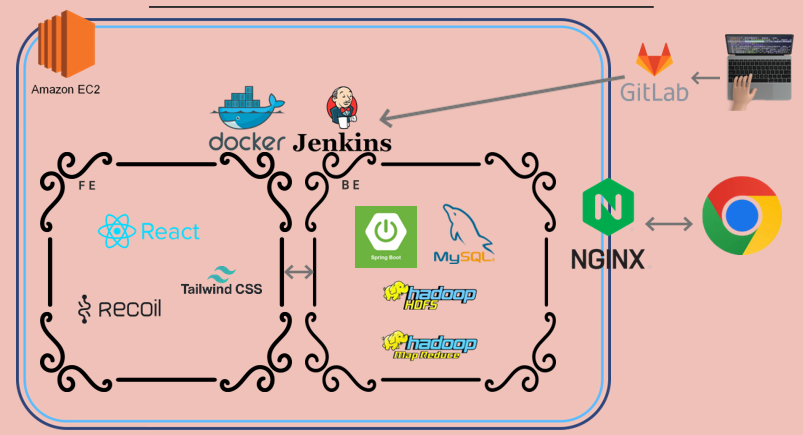 Amazon EC2
docker
Jenkins
GitLab
FE
BE
React
Spring Boot
MySQL
NGINX
Tailwind CSS
RECOIL
hadoop
HDFS
hadoop
Map Reduce